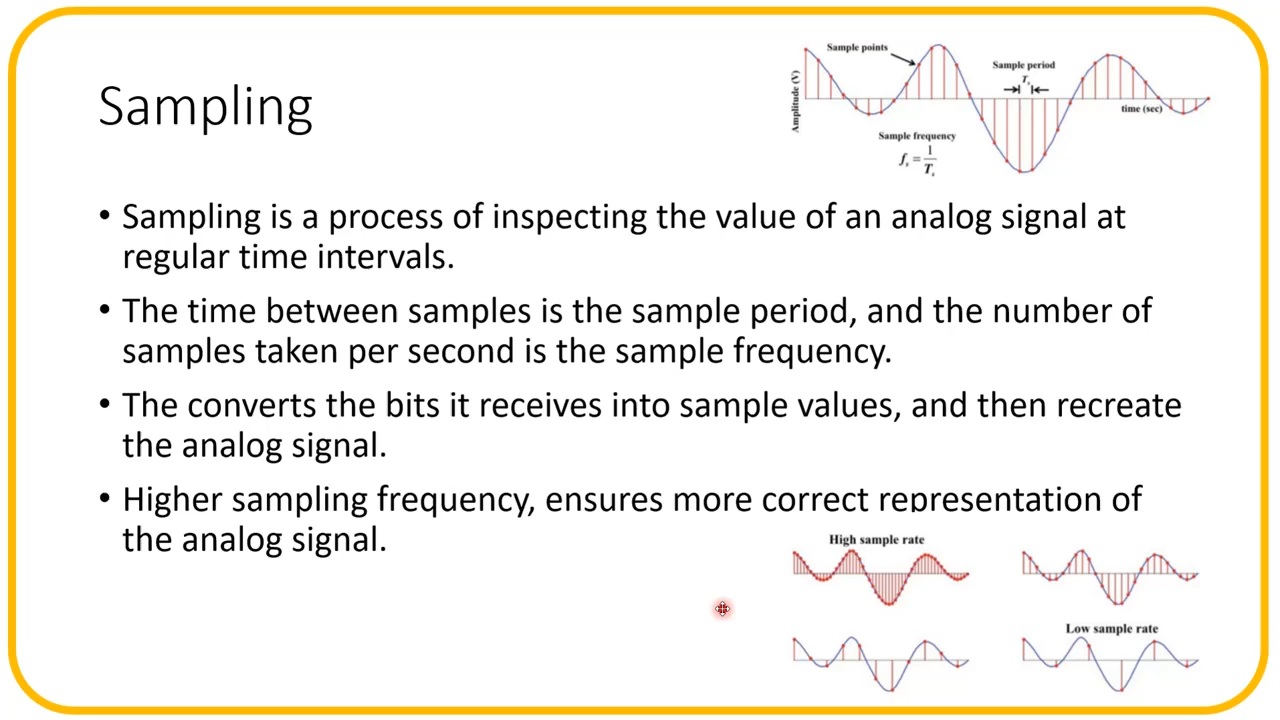 Sampling
Sample points
Sample period
Tₛ
Amplitude (V)
time (sec)
Sample frequency
fₛ = 1/Tₛ
• Sampling is a process of inspecting the value of an analog signal at
regular time intervals.
• The time between samples is the sample period, and the number of
samples taken per second is the sample frequency.
• The converts the bits it receives into sample values, and then recreate
the analog signal.
• Higher sampling frequency, ensures more correct representation of
the analog signal.
High sample rate
Low sample rate